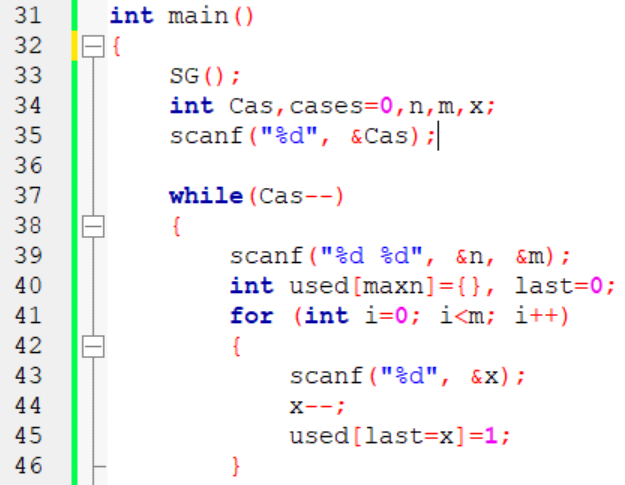 31 int main()
32 {
33 SG();
34 int Cas,cases=0,n,m,x;
35 scanf("%d", &Cas);
36
37 while(Cas--)
38 {
39 scanf("%d %d", &n, &m);
40 int used[maxn]={}, last=0;
41 for (int i=0; i<m; i++)
42 {
43 scanf("%d", &x);
44 x--;
45 used[last=x]=1;
46 }